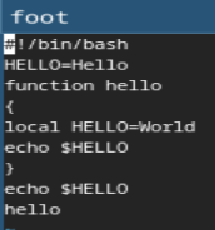 foot
#!/bin/bash
HELLO=Hello
function hello
{
local HELLO=World
echo $HELLO
}
echo $HELLO
hello
~